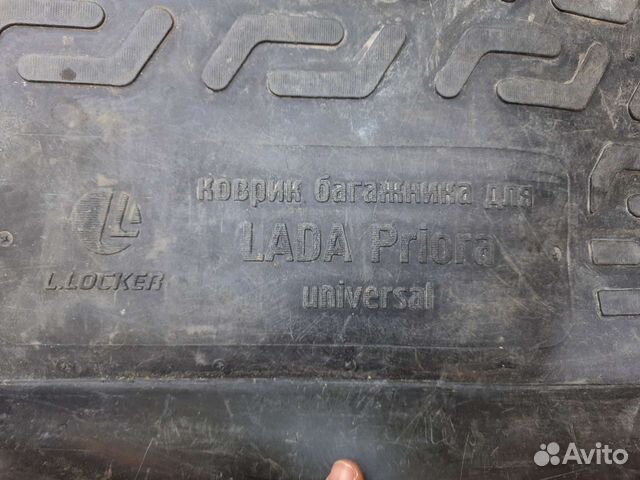 коврик багажника для
LADA Priora
universal
L.LOCKER
Avito